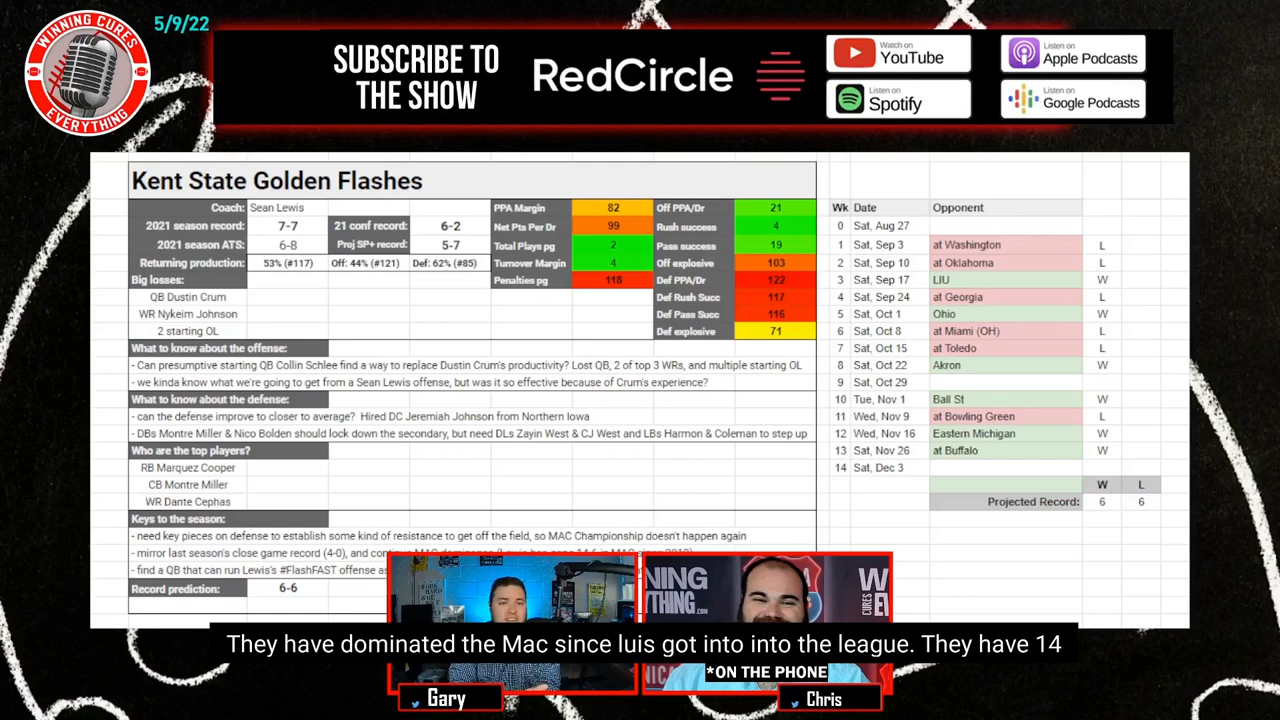 5/9/22
WINNING CURES
EVERYTHING
SUBSCRIBE TO
THE SHOW
RedCircle
Watch on
YouTube
Listen on
Apple Podcasts
Listen on
Spotify
Listen on
Google Podcasts
Kent State Golden Flashes
Coach: Sean Lewis
2021 season record: 7-7 21 conf record: 6-2
2021 season ATS: 6-8 Proj SP+ record: 5-7
Returning production: 53% (#117) Off: 44% (#121) Def: 62% (#85)
Big losses:
QB Dustin Crum
WR Nykeim Johnson
2 starting OL
PPA Margin 82 Off PPA/Dr 21
Net Pts Per Dr 99 Rush success 4
Total Plays pg 2 Pass success 19
Turnover Margin 4 Off explosive 103
Penalties pg 118 Def PPA/Dr 122
Def Rush Succ 117
Def Pass Succ 116
Def explosive 71
What to know about the offense:
- Can presumptive starting QB Collin Schlee find a way to replace Dustin Crum's productivity? Lost QB, 2 of top 3 WRs, and multiple starting OL
- we kinda know what we're going to get from a Sean Lewis offense, but was it so effective because of Crum's experience?
What to know about the defense:
- can the defense improve to closer to average? Hired DC Jeremiah Johnson from Northern Iowa
- DBs Montre Miller & Nico Bolden should lock down the secondary, but need DLs Zayin West & CJ West and LBs Harmon & Coleman to step up
Who are the top players?
RB Marquez Cooper
CB Montre Miller
WR Dante Cephas
Keys to the season:
- need key pieces on defense to establish some kind of resistance to get off the field, so MAC Championship doesn't happen again
- mirror last season's close game record (4-0), and continue MAC dominance (Lewis has gone 14-6 in MAC since 2019)
- find a QB that can run Lewis's #FlashFAST offense as
Record prediction: 6-6
Wk Date Opponent
0 Sat, Aug 27
1 Sat, Sep 3 at Washington L
2 Sat, Sep 10 at Oklahoma L
3 Sat, Sep 17 LIU W
4 Sat, Sep 24 at Georgia L
5 Sat, Oct 1 Ohio W
6 Sat, Oct 8 at Miami (OH) L
7 Sat, Oct 15 at Toledo L
8 Sat, Oct 22 Akron W
9 Sat, Oct 29
10 Tue, Nov 1 Ball St W
11 Wed, Nov 9 at Bowling Green L
12 Wed, Nov 16 Eastern Michigan W
13 Sat, Nov 26 at Buffalo W
14 Sat, Dec 3
W L
Projected Record: 6 6
They have dominated the Mac since luis got into into the league. They have 14
*ON THE PHONE
Gary
Chris